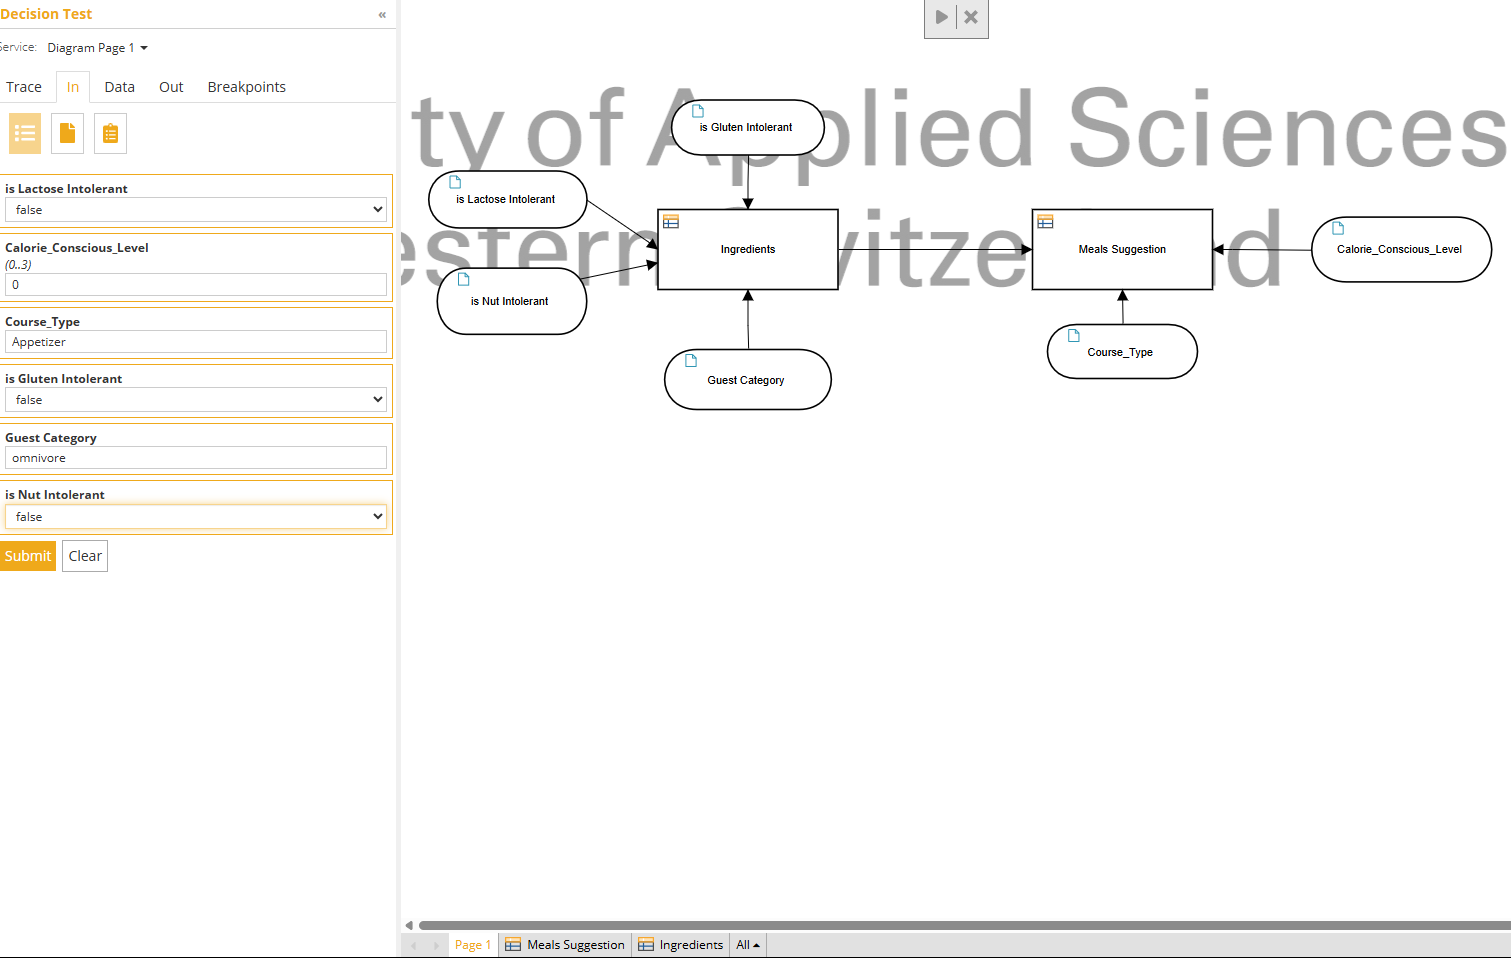 Decision Test
«
Service: Diagram Page 1
Trace In Data Out Breakpoints
is Lactose Intolerant
false
Calorie_Conscious_Level
(0..3)
0
Course_Type
Appetizer
is Gluten Intolerant
false
Guest Category
omnivore
is Nut Intolerant
false
Submit Clear
ty of Applied Sciences
estern Switzerland
is Gluten Intolerant
is Lactose Intolerant
Ingredients
Meals Suggestion
Calorie_Conscious_Level
is Nut Intolerant
Course_Type
Guest Category
Page 1 Meals Suggestion Ingredients All